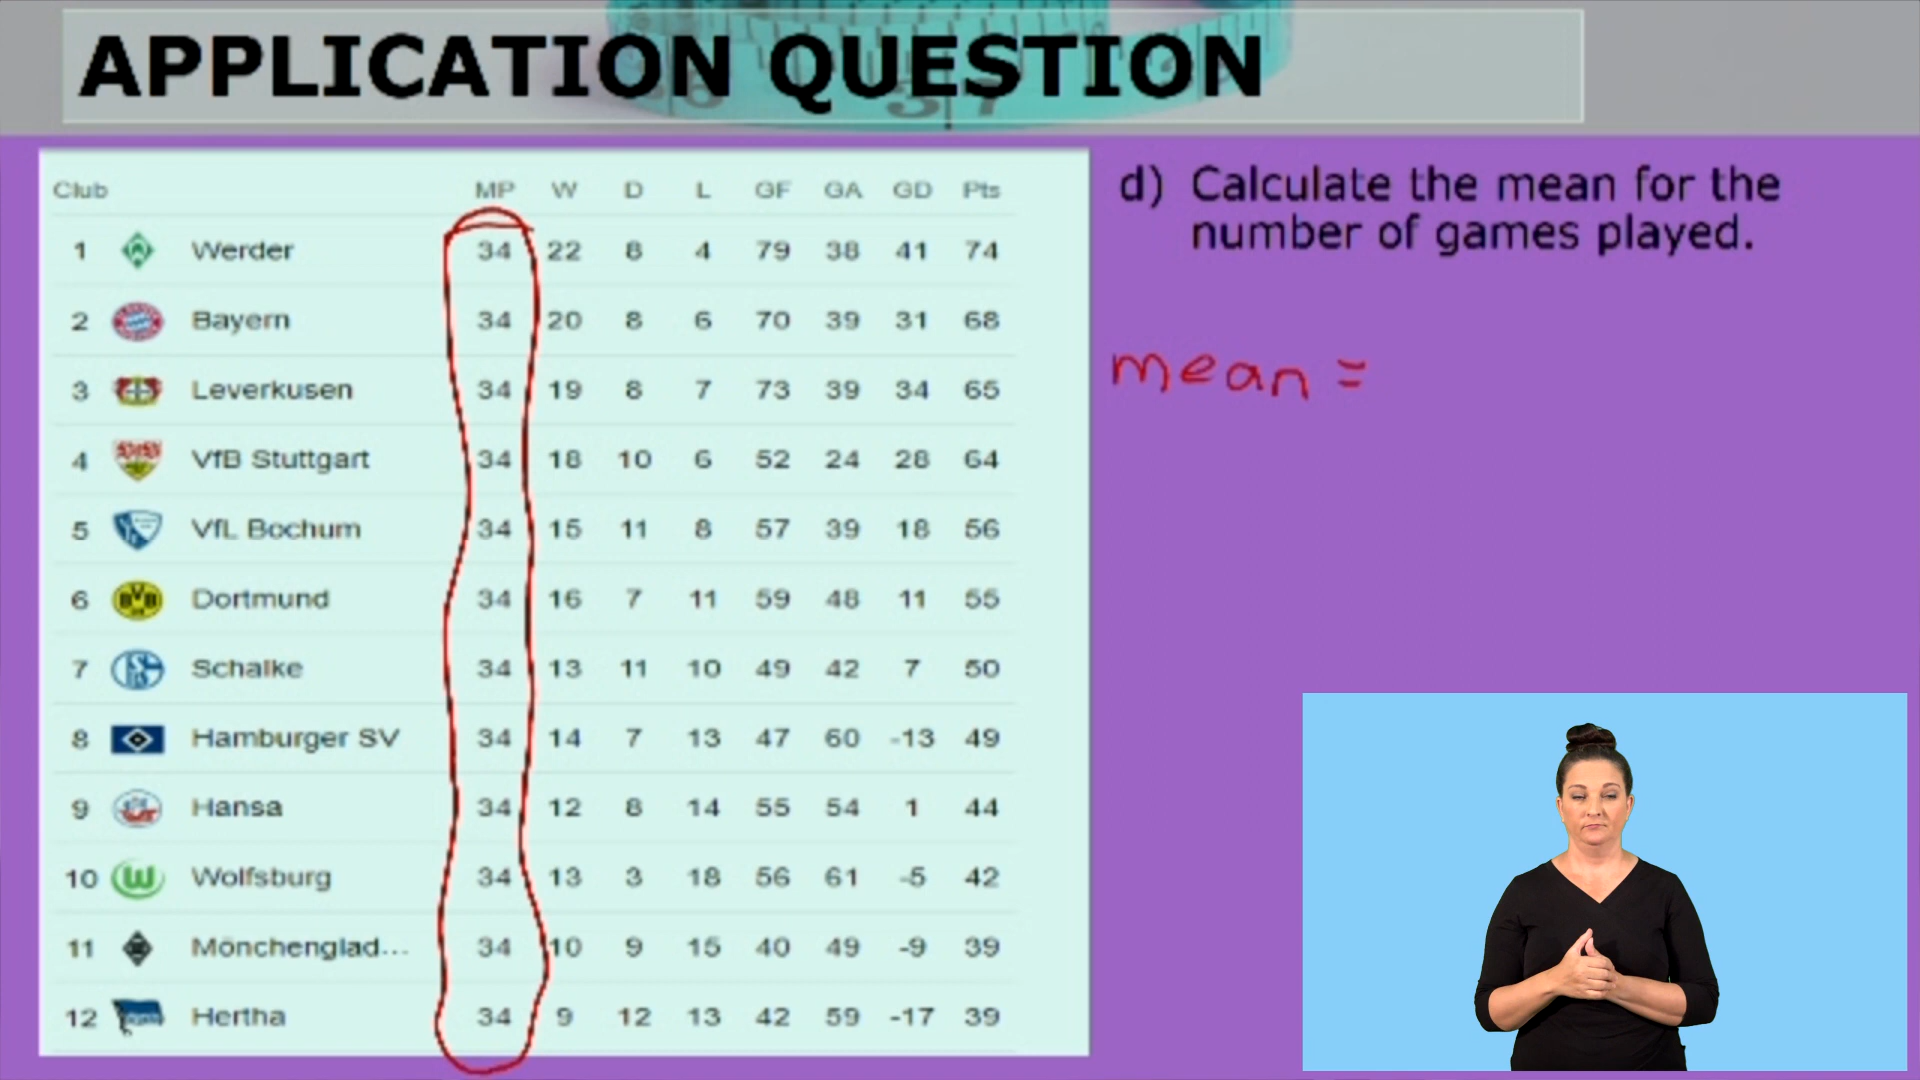 APPLICATION QUESTION
Club MP W D L GF GA GD Pts
1 Werder 34 22 8 4 79 38 41 74
2 Bayern 34 20 8 6 70 39 31 68
3 Leverkusen 34 19 8 7 73 39 34 65
4 VfB Stuttgart 34 18 10 6 52 24 28 64
5 VfL Bochum 34 15 11 8 57 39 18 56
6 Dortmund 34 16 7 11 59 48 11 55
7 Schalke 34 13 11 10 49 42 7 50
8 Hamburger SV 34 14 7 13 47 60 -13 49
9 Hansa 34 12 8 14 55 54 1 44
10 Wolfsburg 34 13 3 18 56 61 -5 42
11 Mönchenglad... 34 10 9 15 40 49 -9 39
12 Hertha 34 9 12 13 42 59 -17 39
d) Calculate the mean for the
number of games played.
mean =